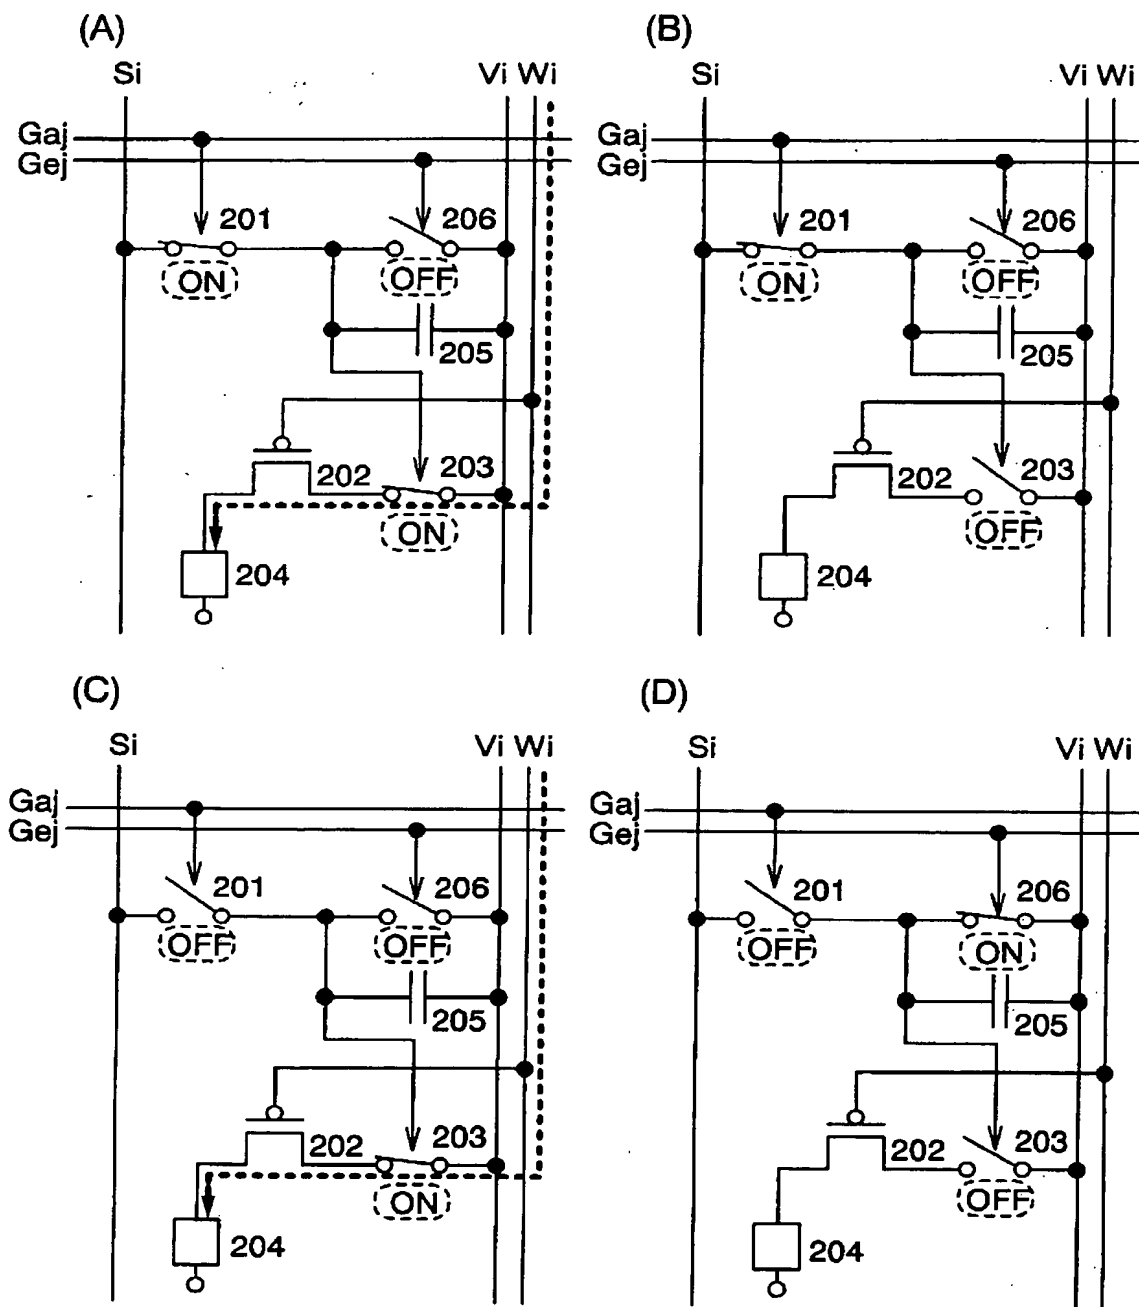 (A) (B)
Si Vi Wi Si Vi Wi
Gaj Gaj
Gej Gej
201 206 201 206
ON OFF ON OFF
205 205
202 203 202 203
ON OFF
204 204
(C) (D)
Si Vi Wi Si Vi Wi
Gaj Gaj
Gej Gej
201 206 201 206
OFF OFF OFF ON
205 205
202 203 202 203
ON OFF
204 204